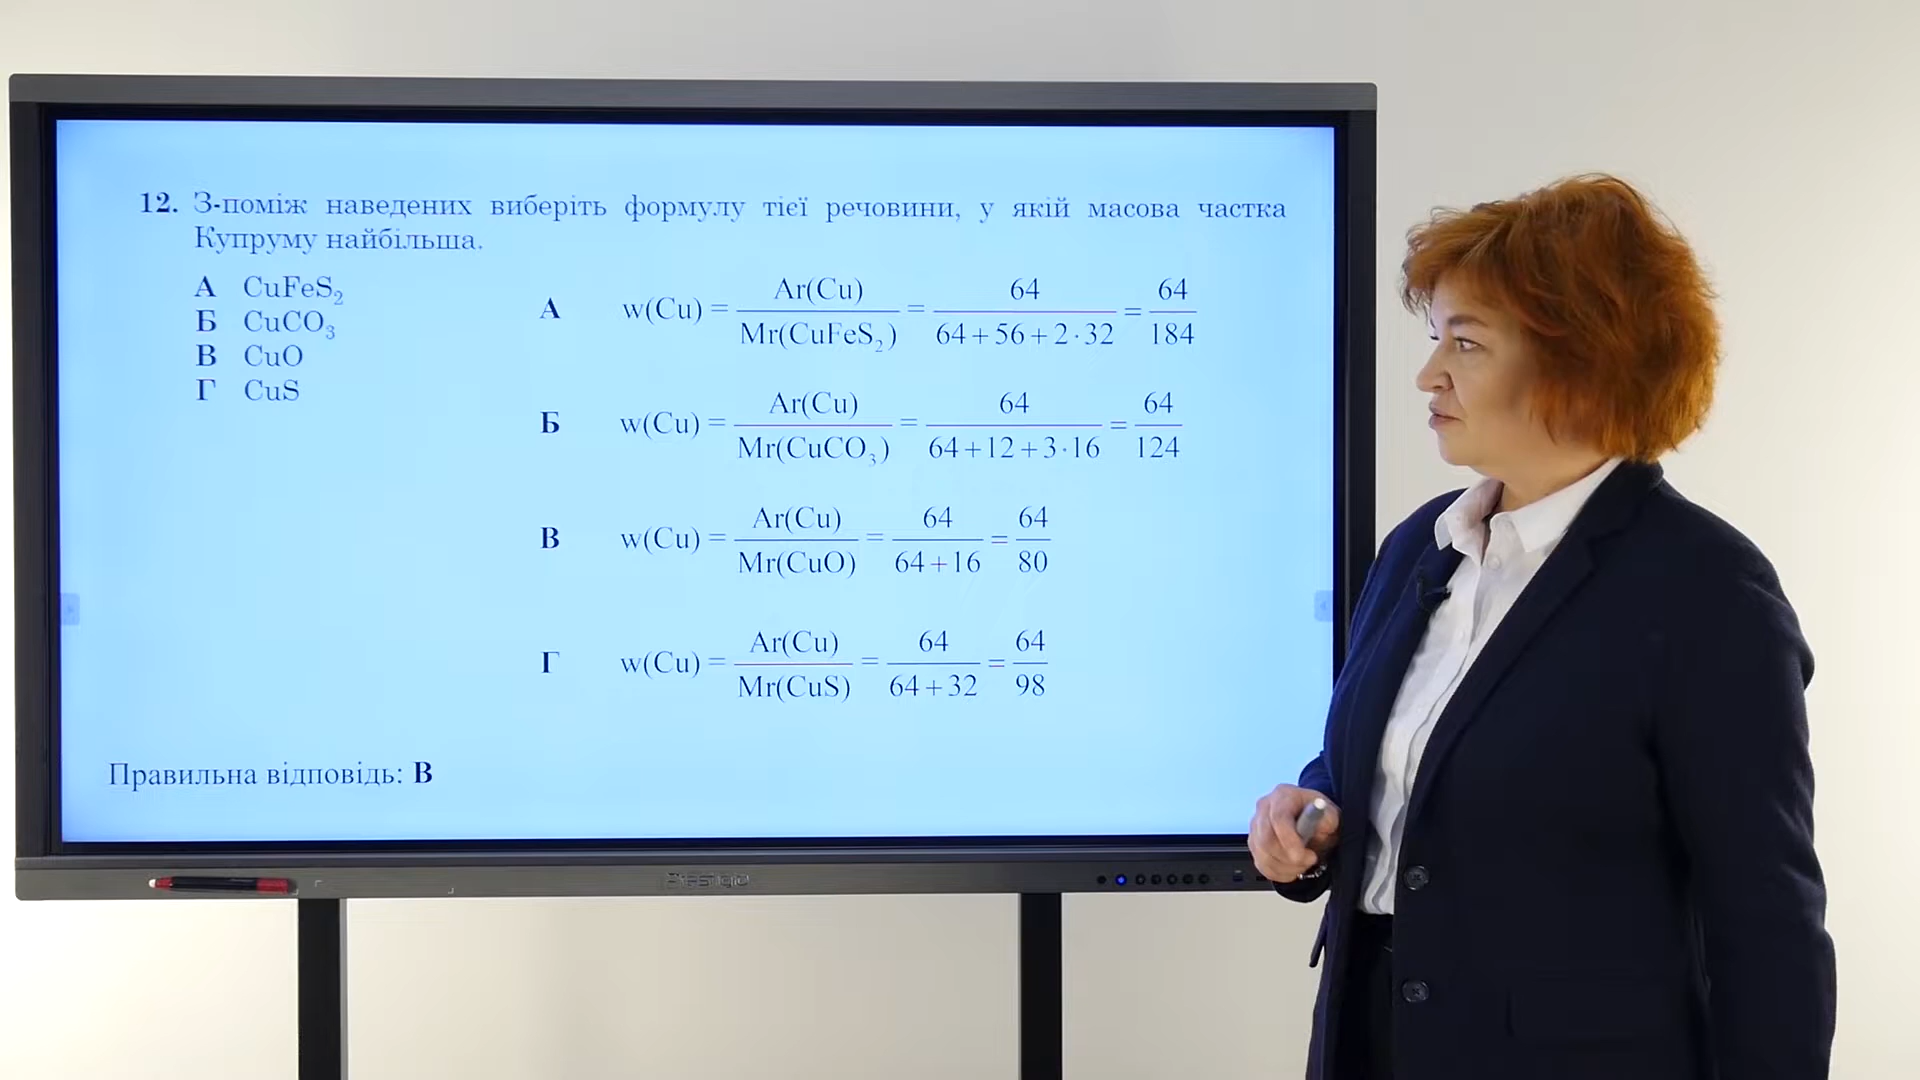 12. З-поміж наведених виберіть формулу тієї речовини, у якій масова частка
Купруму найбільша.
А CuFeS₂
Б CuCO₃
В CuO
Г CuS
А w(Cu) = Ar(Cu) / Mr(CuFeS₂) = 64 / 64+56+2·32 = 64 / 184
Б w(Cu) = Ar(Cu) / Mr(CuCO₃) = 64 / 64+12+3·16 = 64 / 124
В w(Cu) = Ar(Cu) / Mr(CuO) = 64 / 64+16 = 64 / 80
Г w(Cu) = Ar(Cu) / Mr(CuS) = 64 / 64+32 = 64 / 98
Правильна відповідь: В
Prestigio